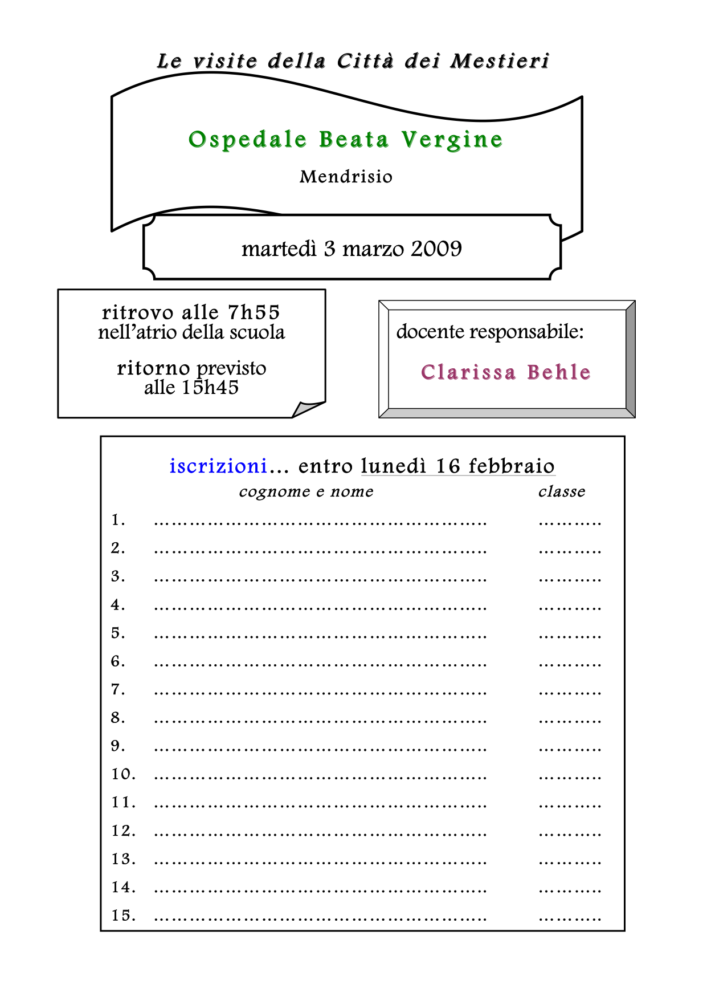 Le visite della Città dei Mestieri
Ospedale Beata Vergine
Mendrisio
martedì 3 marzo 2009
ritrovo alle 7h55
nell’atrio della scuola
ritorno previsto
alle 15h45
docente responsabile:
Clarissa Behle
iscrizioni… entro lunedì 16 febbraio
cognome e nome classe
1. ……………………………………………….. ………..
2. ……………………………………………….. ………..
3. ……………………………………………….. ………..
4. ……………………………………………….. ………..
5. ……………………………………………….. ………..
6. ……………………………………………….. ………..
7. ……………………………………………….. ………..
8. ……………………………………………….. ………..
9. ……………………………………………….. ………..
10. ……………………………………………….. ………..
11. ……………………………………………….. ………..
12. ……………………………………………….. ………..
13. ……………………………………………….. ………..
14. ……………………………………………….. ………..
15. ……………………………………………….. ………..